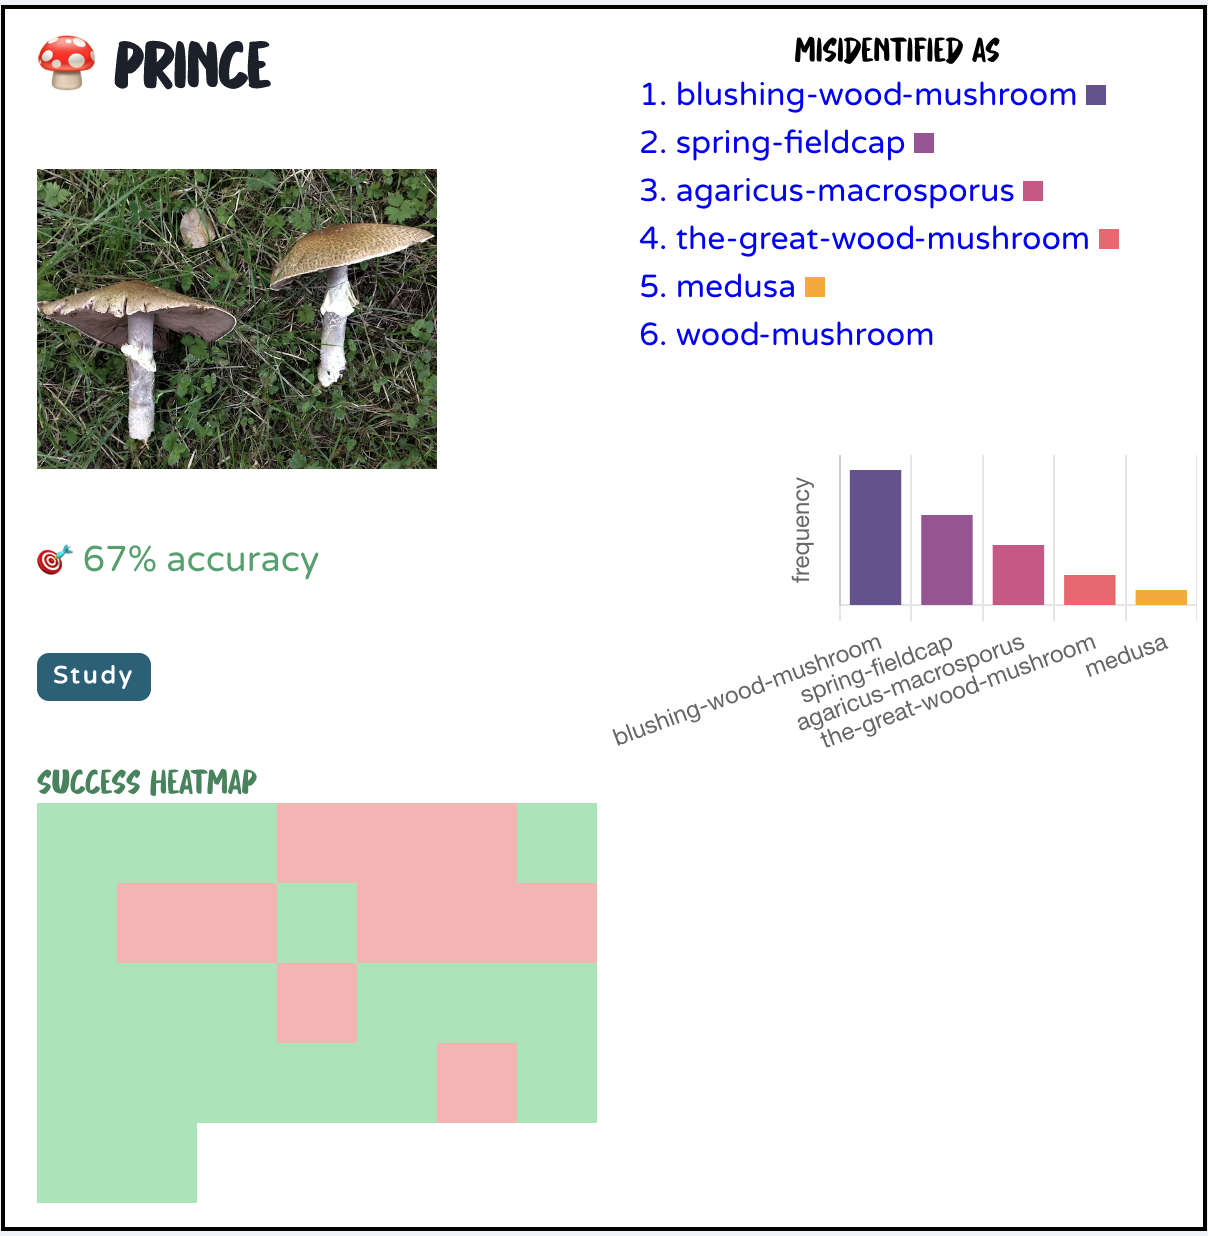 PRINCE
67% accuracy
Study
SUCCESS HEATMAP
MISIDENTIFIED AS
1. blushing-wood-mushroom
2. spring-fieldcap
3. agaricus-macrosporus
4. the-great-wood-mushroom
5. medusa
6. wood-mushroom
frequency
blushing-wood-mushroom
spring-fieldcap
agaricus-macrosporus
the-great-wood-mushroom
medusa